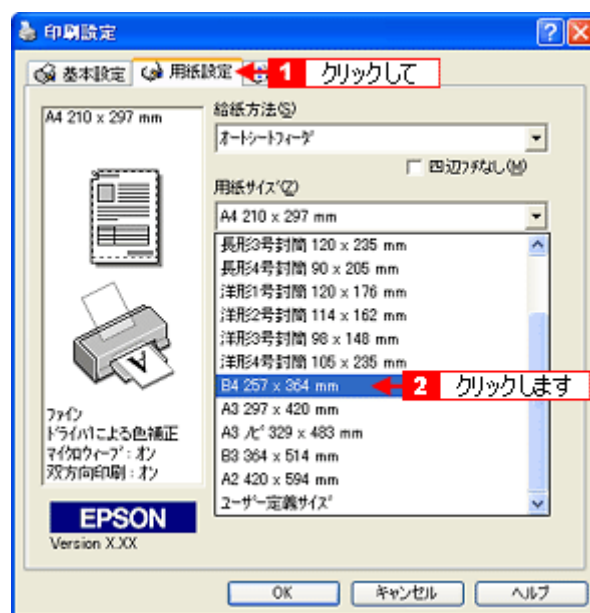 印刷設定
基本設定 用紙設定 1 クリックして
A4 210 x 297 mm
給紙方法(S)
オートシートフィーダ
四辺フチなし(M)
用紙サイズ(Z)
A4 210 x 297 mm
長形3号封筒 120 x 235 mm
長形4号封筒 90 x 205 mm
洋形1号封筒 120 x 176 mm
洋形2号封筒 114 x 162 mm
洋形3号封筒 98 x 148 mm
洋形4号封筒 105 x 235 mm
B4 257 x 364 mm 2 クリックします
A3 297 x 420 mm
A3 ノビ 329 x 483 mm
B3 364 x 514 mm
A2 420 x 594 mm
ユーザー定義サイズ
ファイン
ドライバによる色補正
マイクロウィーブ : オン
双方向印刷 : オン
EPSON
Version X.XX
OK キャンセル ヘルプ